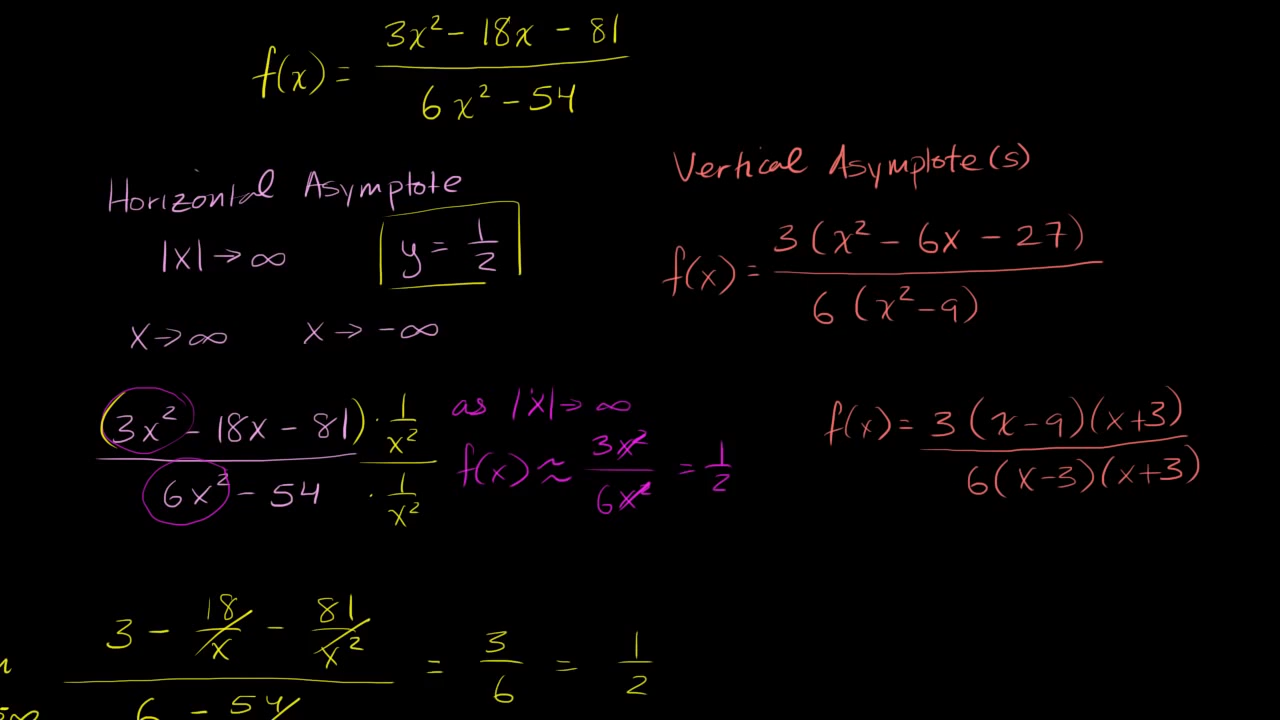 f(x) = (3x² - 18x - 81) / (6x² - 54)
Horizontal Asymptote
|x| → ∞
y = 1/2
x → ∞
x → -∞
(3x² - 18x - 81) · 1/x²
6x² - 54 · 1/x²
as |x| → ∞
f(x) ≈ 3x²/6x² = 1/2
3 - 18/x - 81/x²
6 - 54
= 3/6 = 1/2
Vertical Asymptote(s)
f(x) = 3(x² - 6x - 27) / 6(x² - 9)
f(x) = 3(x-9)(x+3) / 6(x-3)(x+3)